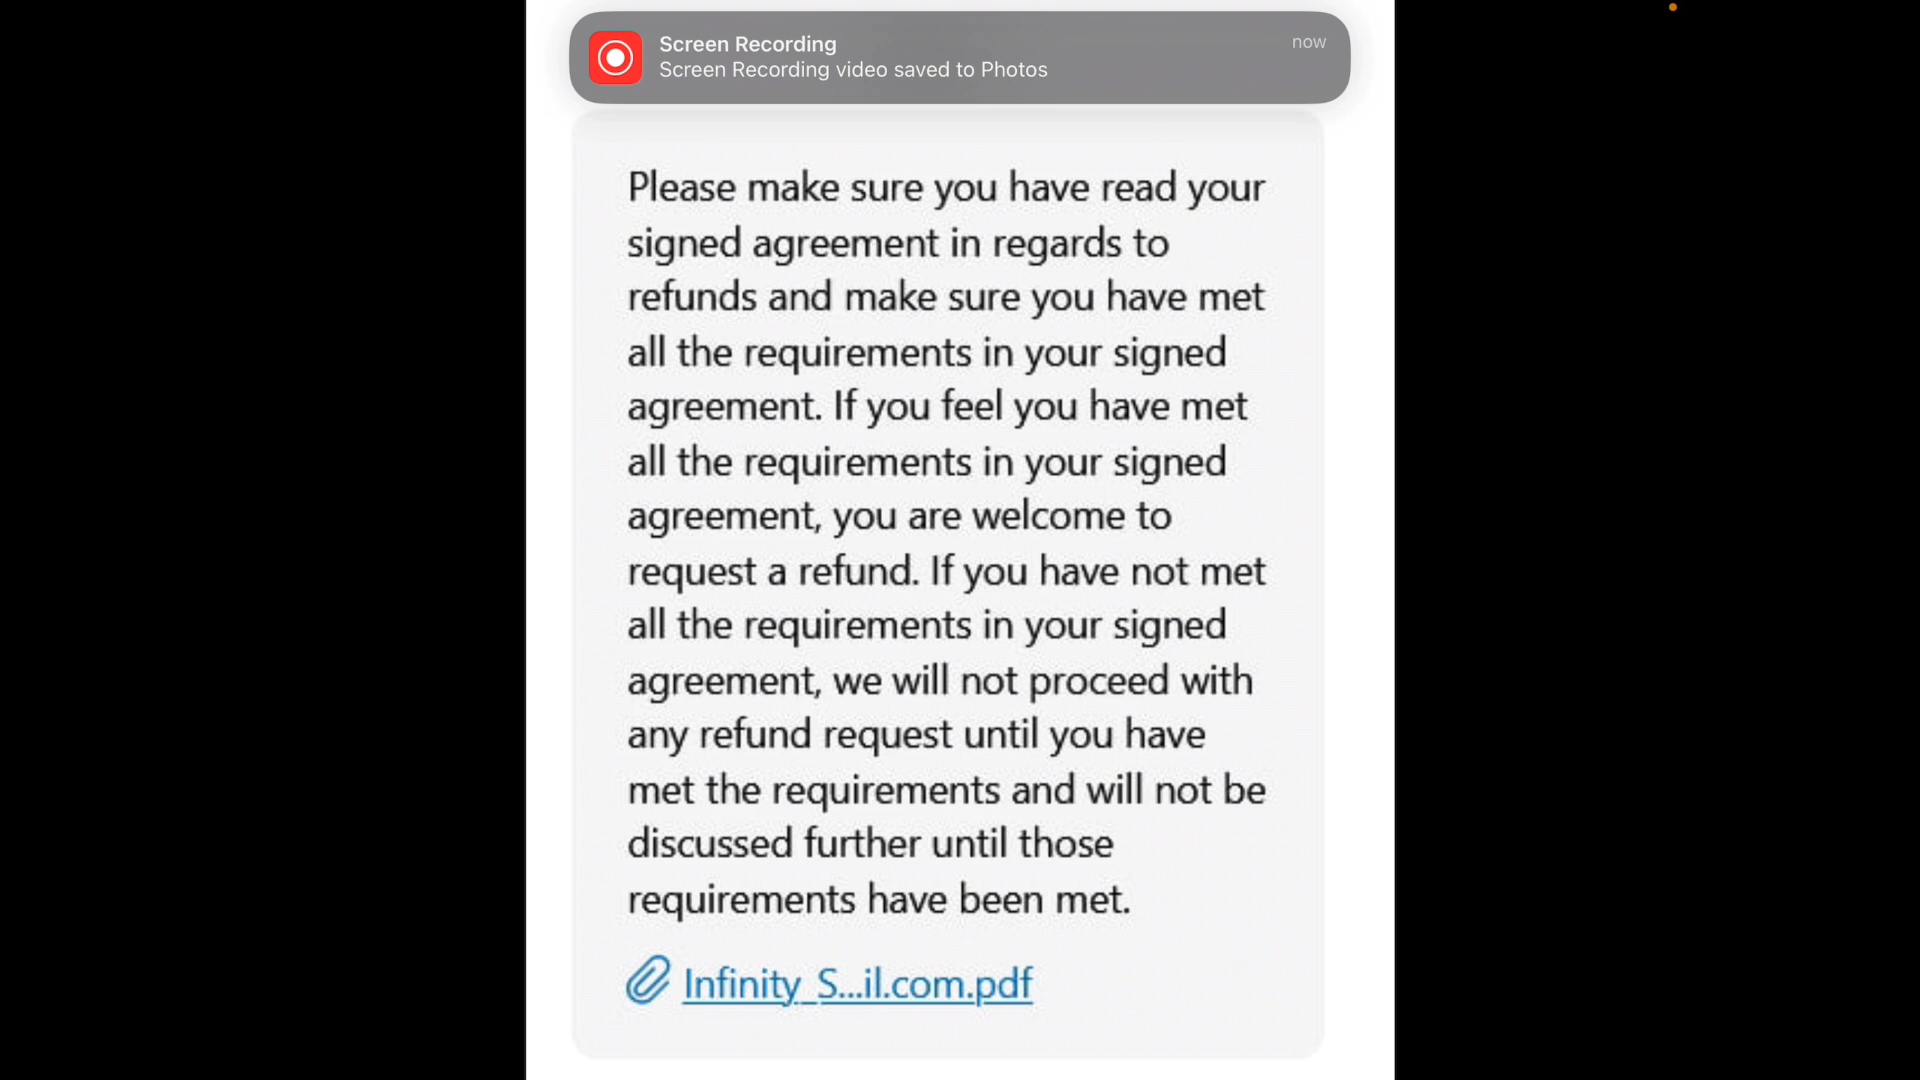 Screen Recording
now
Screen Recording video saved to Photos
Please make sure you have read your
signed agreement in regards to
refunds and make sure you have met
all the requirements in your signed
agreement. If you feel you have met
all the requirements in your signed
agreement, you are welcome to
request a refund. If you have not met
all the requirements in your signed
agreement, we will not proceed with
any refund request until you have
met the requirements and will not be
discussed further until those
requirements have been met.
Infinity_S...il.com.pdf